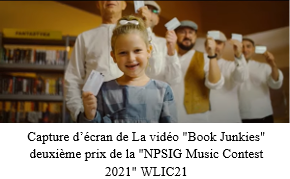 Capture d’écran de La vidéo "Book Junkies"
deuxième prix de la "NPSIG Music Contest
2021" WLIC21